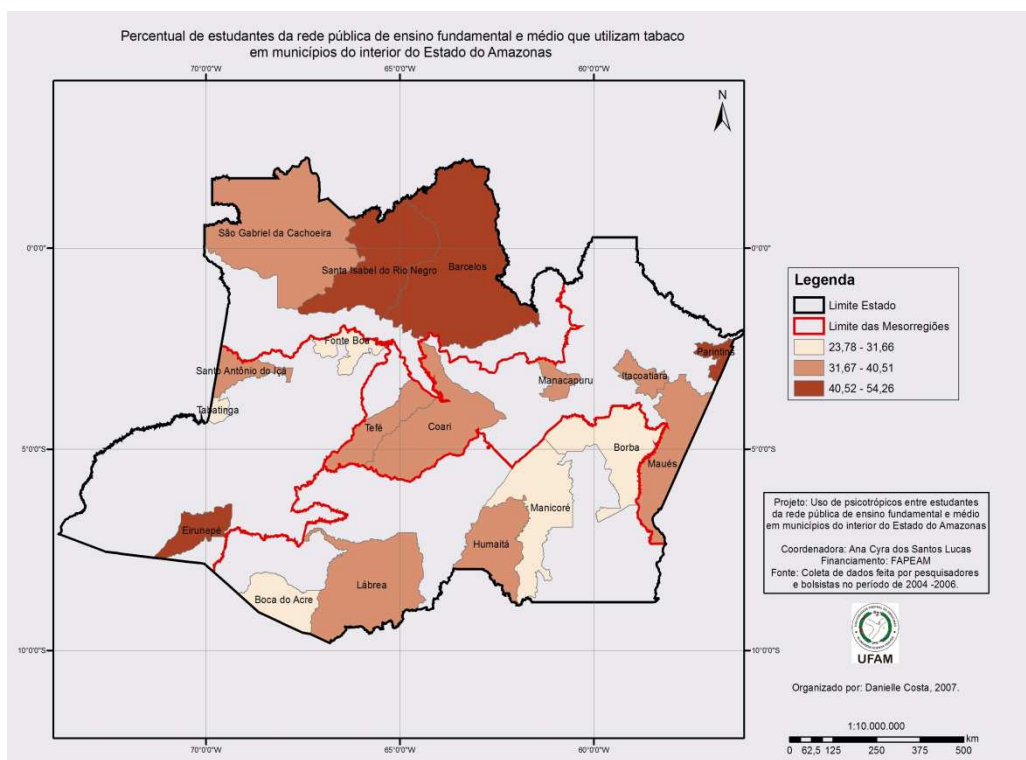 Percentual de estudantes da rede pública de ensino fundamental e médio que utilizam tabaco
em municípios do interior do Estado do Amazonas
70°0'0"W
65°0'0"W
60°0'0"W
N
São Gabriel da Cachoeira
0°0'0"
0°0'0"
Santa Isabel do Rio Negro
Barcelos
Legenda
Limite Estado
Limite das Mesorregiões
23,78 - 31,66
31,67 - 40,51
40,52 - 54,26
Fonte Boa
Parintins
Santo Antônio do Içá
Manacapuru
Itacoatiara
Tabatinga
Tefé
Coari
Borba
Maués
5°0'0"S
5°0'0"S
Manicoré
Eirunepé
Humaitá
Lábrea
Boca do Acre
Projeto: Uso de psicotrópicos entre estudantes
da rede pública de ensino fundamental e médio
em municípios do interior do Estado do Amazonas
Coordenadora: Ana Cyra dos Santos Lucas
Financiamento: FAPEAM
Fonte: Coleta de dados feita por pesquisadores
e bolsistas no período de 2004 -2006.
10°0'0"S
10°0'0"S
UFAM
Organizado por: Danielle Costa, 2007.
70°0'0"W
65°0'0"W
60°0'0"W
1:10.000.000
km
0 62,5 125 250 375 500